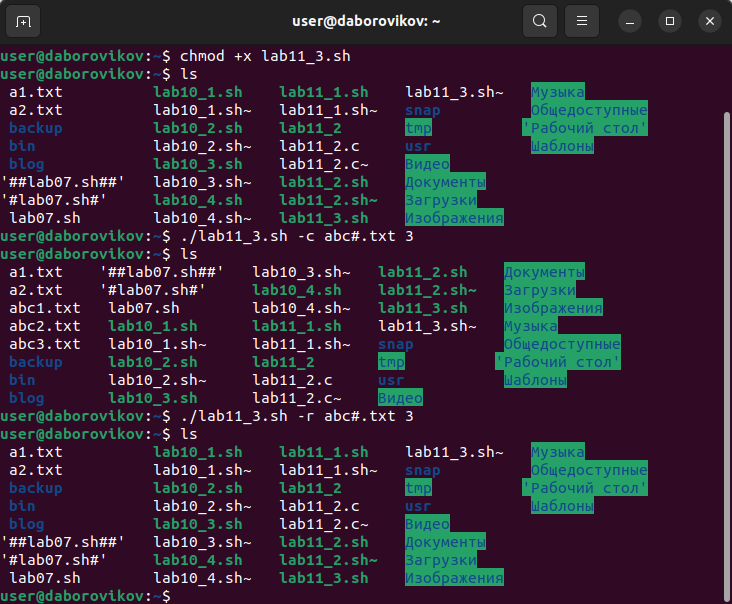 user@daborovikov: ~
user@daborovikov:~$ chmod +x lab11_3.sh
user@daborovikov:~$ ls
a1.txt lab10_1.sh lab11_1.sh lab11_3.sh~ Музыка
a2.txt lab10_1.sh~ lab11_1.sh~ snap Общедоступные
backup lab10_2.sh lab11_2 tmp 'Рабочий стол'
bin lab10_2.sh~ lab11_2.c usr Шаблоны
blog lab10_3.sh lab11_2.c~ Видео
'##lab07.sh##' lab10_3.sh~ lab11_2.sh Документы
'#lab07.sh#' lab10_4.sh lab11_2.sh~ Загрузки
lab07.sh lab10_4.sh~ lab11_3.sh Изображения
user@daborovikov:~$ ./lab11_3.sh -c abc#.txt 3
user@daborovikov:~$ ls
a1.txt '##lab07.sh##' lab10_3.sh~ lab11_2.sh Документы
a2.txt '#lab07.sh#' lab10_4.sh lab11_2.sh~ Загрузки
abc1.txt lab07.sh lab10_4.sh~ lab11_3.sh Изображения
abc2.txt lab10_1.sh lab11_1.sh lab11_3.sh~ Музыка
abc3.txt lab10_1.sh~ lab11_1.sh~ snap Общедоступные
backup lab10_2.sh lab11_2 tmp 'Рабочий стол'
bin lab10_2.sh~ lab11_2.c usr Шаблоны
blog lab10_3.sh lab11_2.c~ Видео
user@daborovikov:~$ ./lab11_3.sh -r abc#.txt 3
user@daborovikov:~$ ls
a1.txt lab10_1.sh lab11_1.sh lab11_3.sh~ Музыка
a2.txt lab10_1.sh~ lab11_1.sh~ snap Общедоступные
backup lab10_2.sh lab11_2 tmp 'Рабочий стол'
bin lab10_2.sh~ lab11_2.c usr Шаблоны
blog lab10_3.sh lab11_2.c~ Видео
'##lab07.sh##' lab10_3.sh~ lab11_2.sh Документы
'#lab07.sh#' lab10_4.sh lab11_2.sh~ Загрузки
lab07.sh lab10_4.sh~ lab11_3.sh Изображения
user@daborovikov:~$